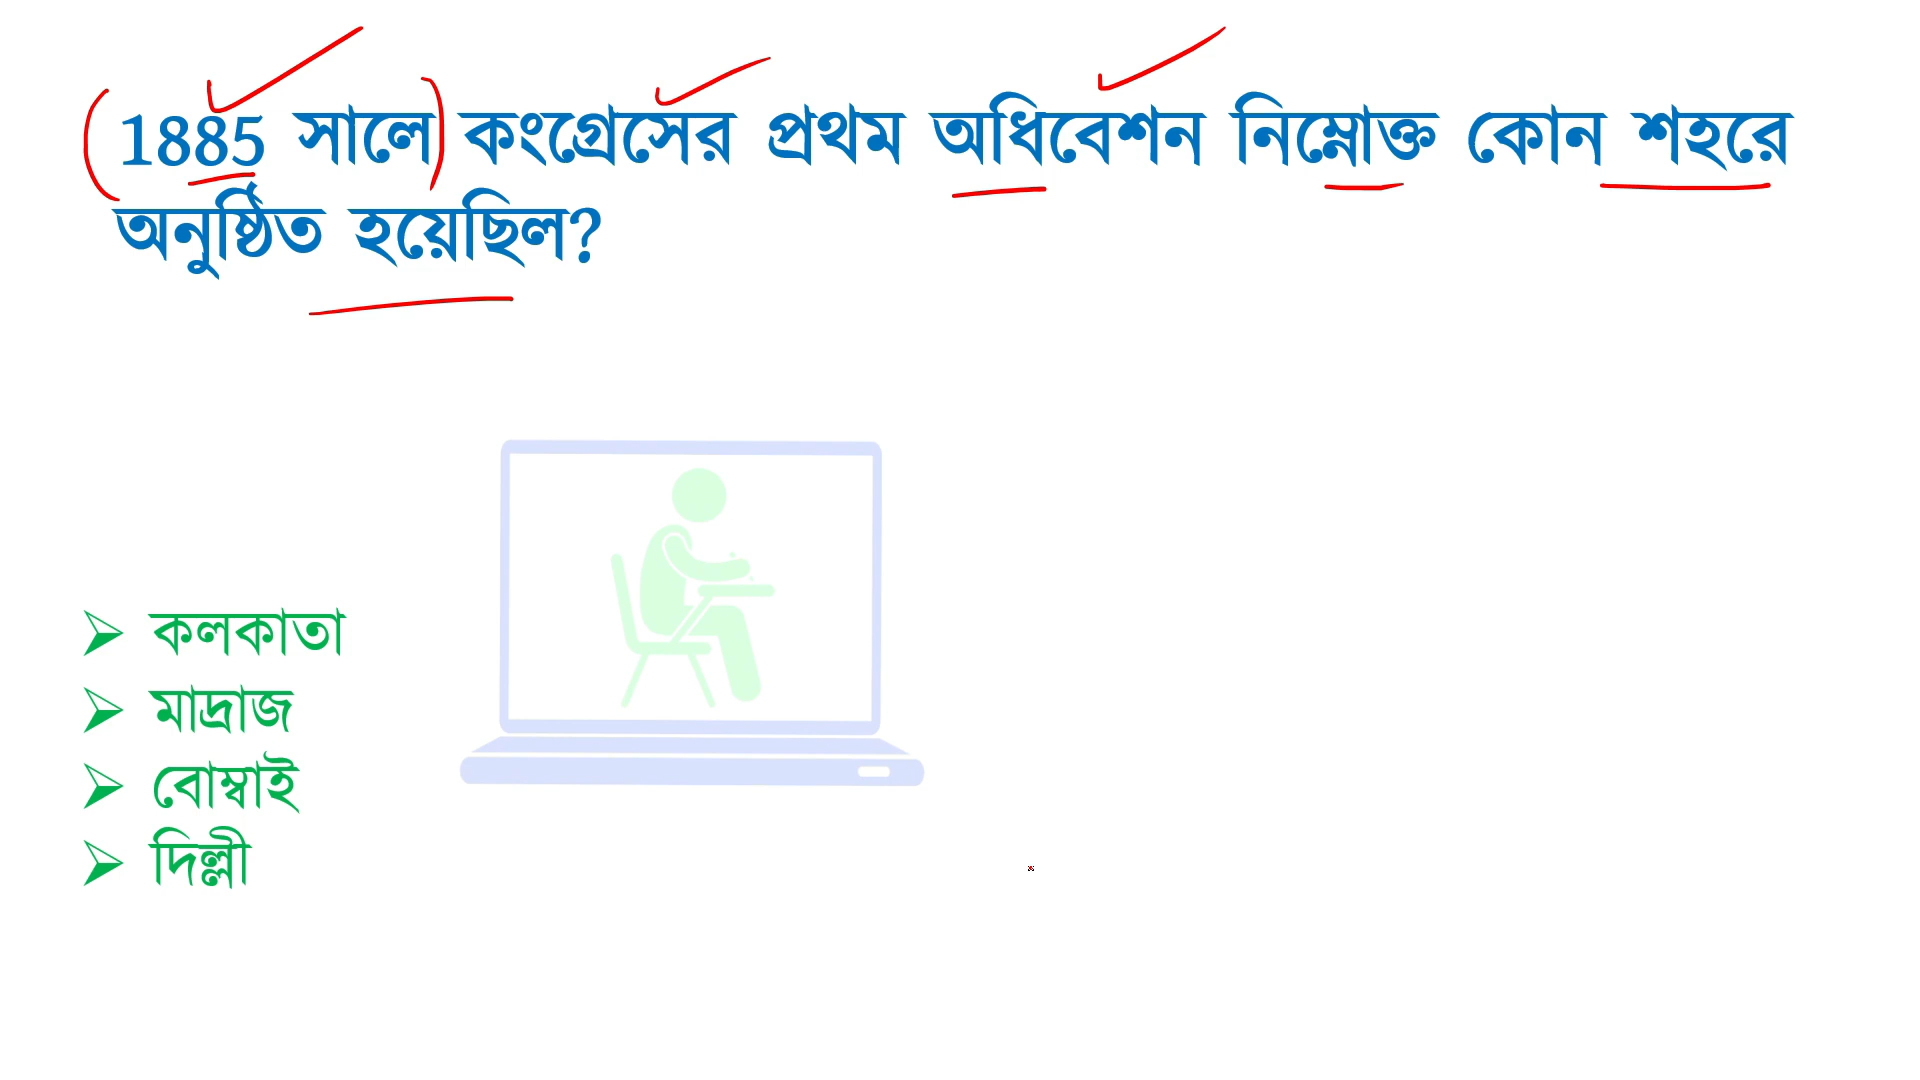 1885 সালে কংগ্রেসের প্রথম অধিবেশন নিম্নোক্ত কোন শহরে
অনুষ্ঠিত হয়েছিল?
কলকাতা
মাদ্রাজ
বোম্বাই
দিল্লী